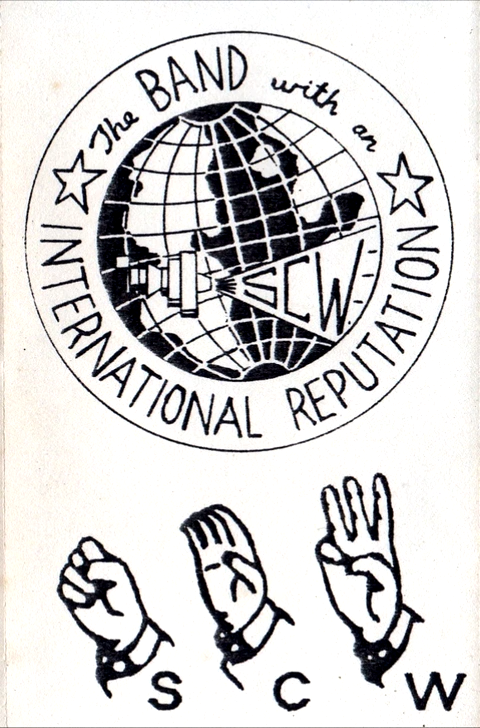 The BAND with an
INTERNATIONAL REPUTATION
SCW
S C W